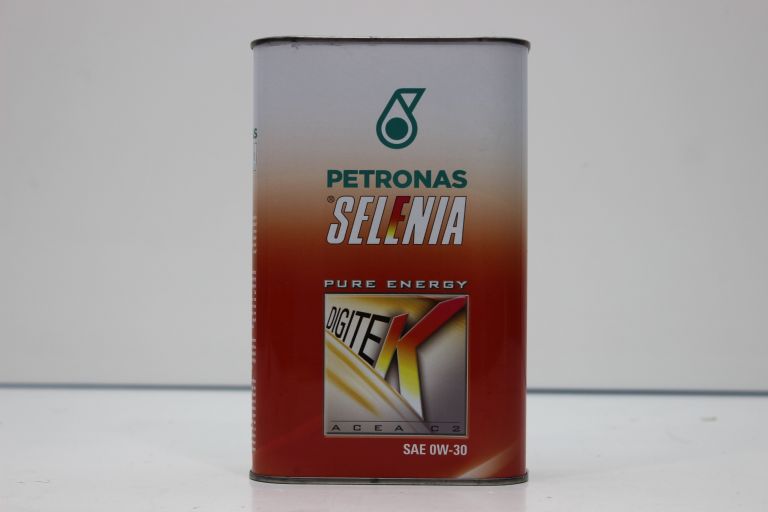 PETRONAS
® SELENIA
PURE ENERGY
DIGITEK
ACEA C2
SAE 0W-30